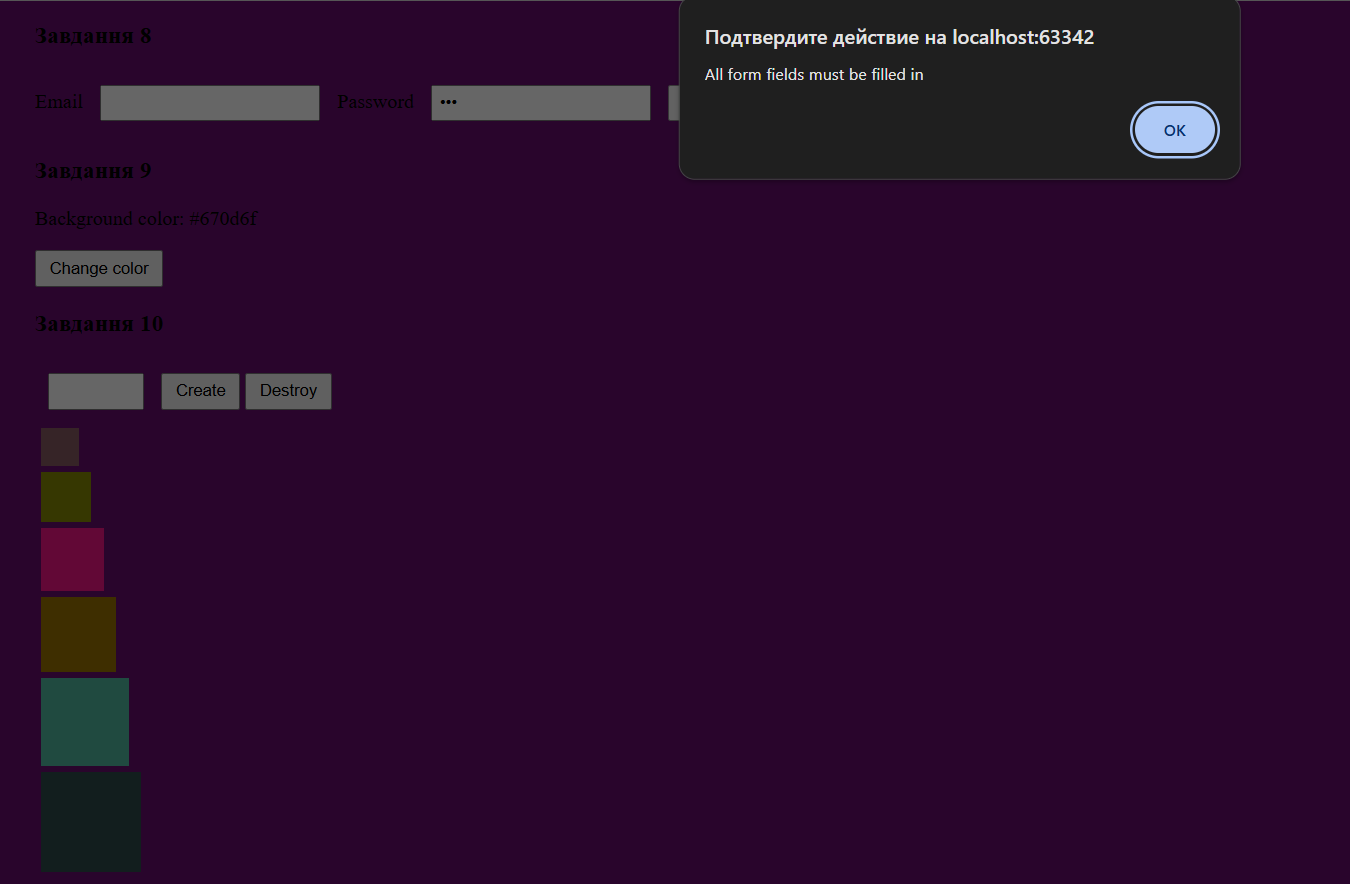 Завдання 8
Подтвердите действие на localhost:63342
All form fields must be filled in
OK
Email Password •••
Завдання 9
Background color: #670d6f
Change color
Завдання 10
Create Destroy